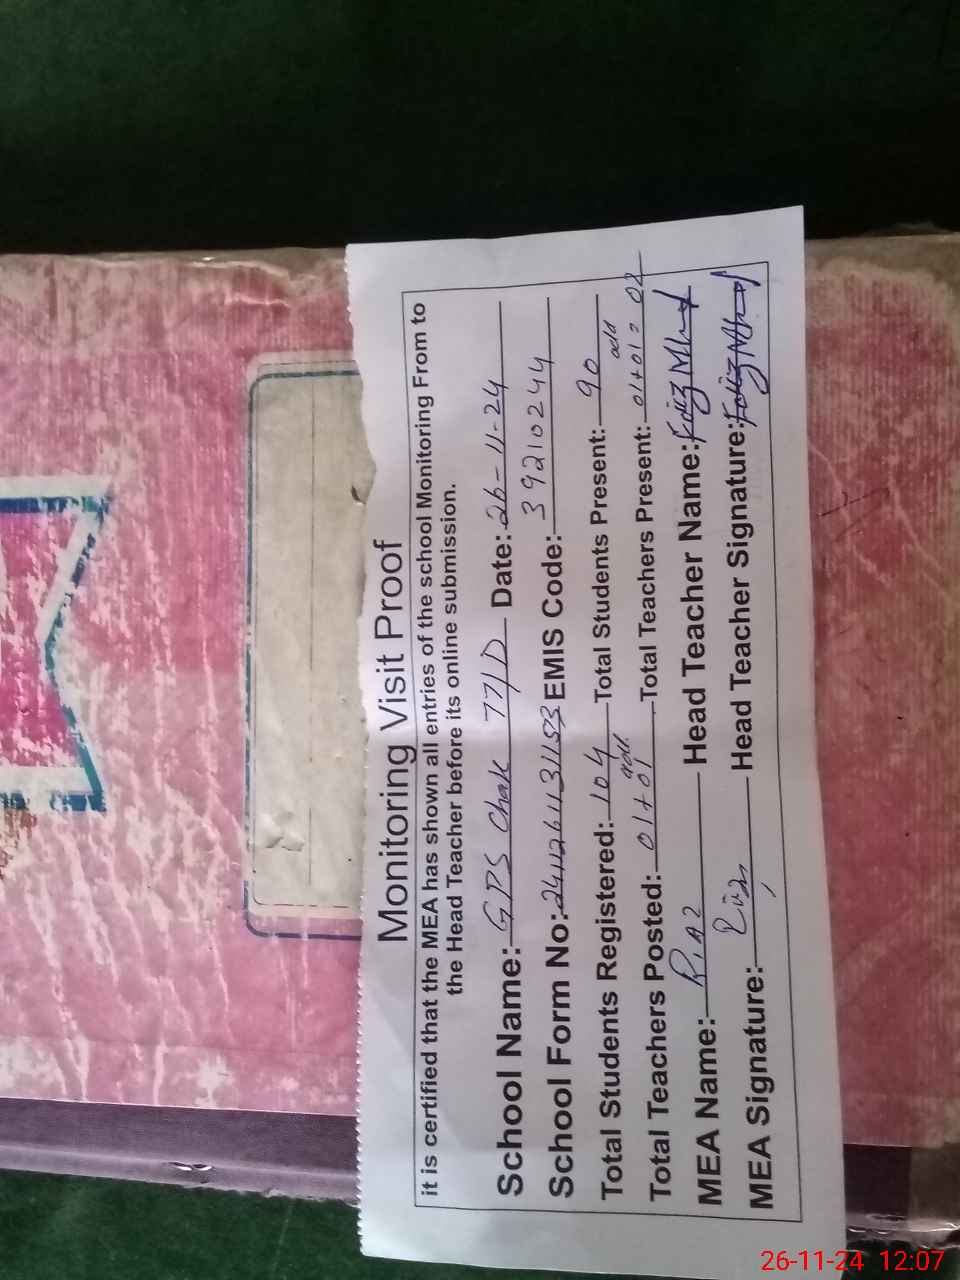 Monitoring Visit Proof
it is certified that the MEA has shown all entries of the school Monitoring From to
the Head Teacher before its online submission.
School Name: GPS Chak 77/D Date: 26-11-24
School Form No: 24112611311583 EMIS Code: 39210244
Total Students Registered: 104 Total Students Present: 90
Total Teachers Posted: 01+01 add Total Teachers Present: 01+01= 02 add
MEA Name: RiAZ Head Teacher Name:
MEA Signature: Head Teacher Signature:
26-11-24 12:07